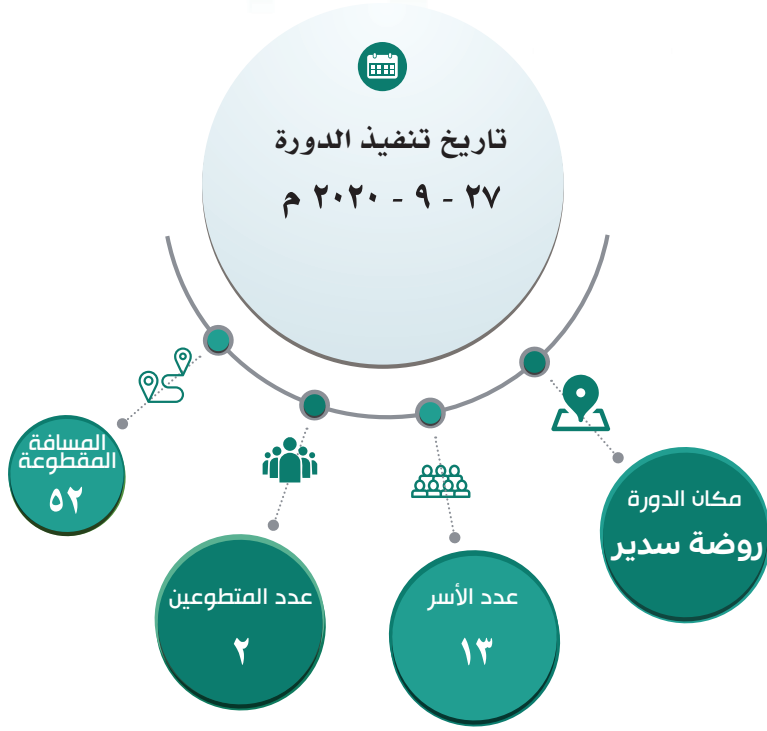 تاريخ تنفيذ الدورة
٢٧ - ٩ - ٢٠٢٠ م
مكان الدورة
روضة سدير
عدد الأسر
١٣
عدد المتطوعين
٢
المسافة
المقطوعة
٥٢